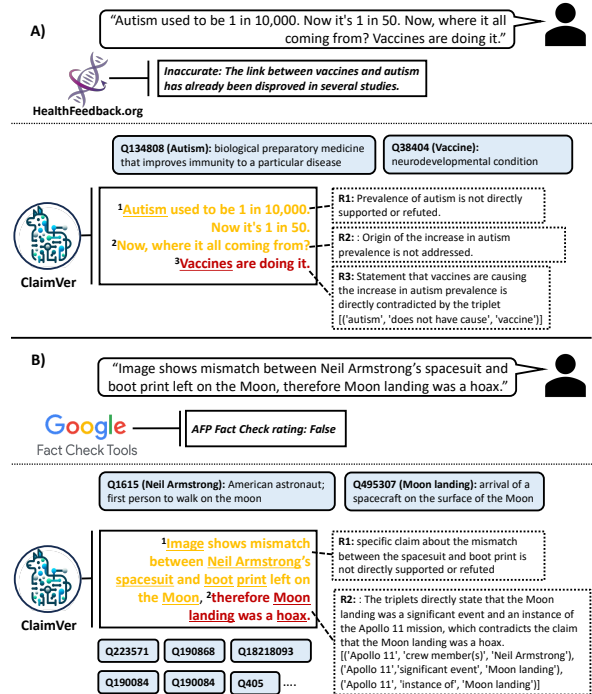 A)
“Autism used to be 1 in 10,000. Now it's 1 in 50. Now, where it all
coming from? Vaccines are doing it.”
HealthFeedback.org
Inaccurate: The link between vaccines and autism
has already been disproved in several studies.
Q134808 (Autism): biological preparatory medicine
that improves immunity to a particular disease
Q38404 (Vaccine):
neurodevelopmental condition
ClaimVer
1Autism used to be 1 in 10,000.
Now it's 1 in 50.
2Now, where it all coming from?
3Vaccines are doing it.
R1: Prevalence of autism is not directly
supported or refuted.
R2: : Origin of the increase in autism
prevalence is not addressed.
R3: Statement that vaccines are causing
the increase in autism prevalence is
directly contradicted by the triplet
[('autism', 'does not have cause', 'vaccine')]
B)
“Image shows mismatch between Neil Armstrong’s spacesuit and
boot print left on the Moon, therefore Moon landing was a hoax.”
Google
Fact Check Tools
AFP Fact Check rating: False
Q1615 (Neil Armstrong): American astronaut;
first person to walk on the moon
Q495307 (Moon landing): arrival of a
spacecraft on the surface of the Moon
ClaimVer
1Image shows mismatch
between Neil Armstrong’s
spacesuit and boot print left on
the Moon, 2therefore Moon
landing was a hoax.
R1: specific claim about the mismatch
between the spacesuit and boot print is
not directly supported or refuted
R2: : The triplets directly state that the Moon
landing was a significant event and an instance of
the Apollo 11 mission, which contradicts the claim
that the Moon landing was a hoax.
[('Apollo 11', 'crew member(s)', 'Neil Armstrong'),
('Apollo 11','significant event', 'Moon landing'),
('Apollo 11', 'instance of', 'Moon landing')]
Q223571
Q190868
Q18218093
Q190084
Q190084
Q405
....